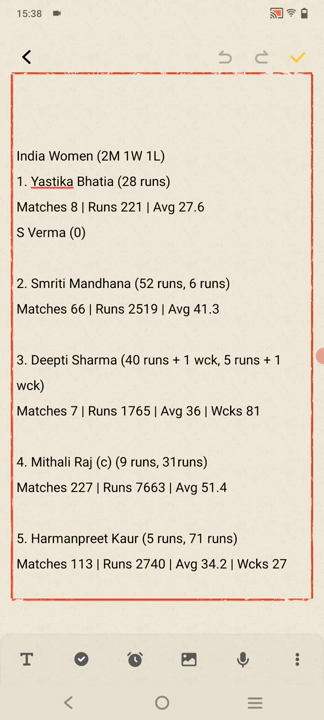 15:38
India Women (2M 1W 1L)
1. Yastika Bhatia (28 runs)
Matches 8 | Runs 221 | Avg 27.6
S Verma (0)
2. Smriti Mandhana (52 runs, 6 runs)
Matches 66 | Runs 2519 | Avg 41.3
3. Deepti Sharma (40 runs + 1 wck, 5 runs + 1
wck)
Matches 7 | Runs 1765 | Avg 36 | Wcks 81
4. Mithali Raj (c) (9 runs, 31runs)
Matches 227 | Runs 7663 | Avg 51.4
5. Harmanpreet Kaur (5 runs, 71 runs)
Matches 113 | Runs 2740 | Avg 34.2 | Wcks 27
T